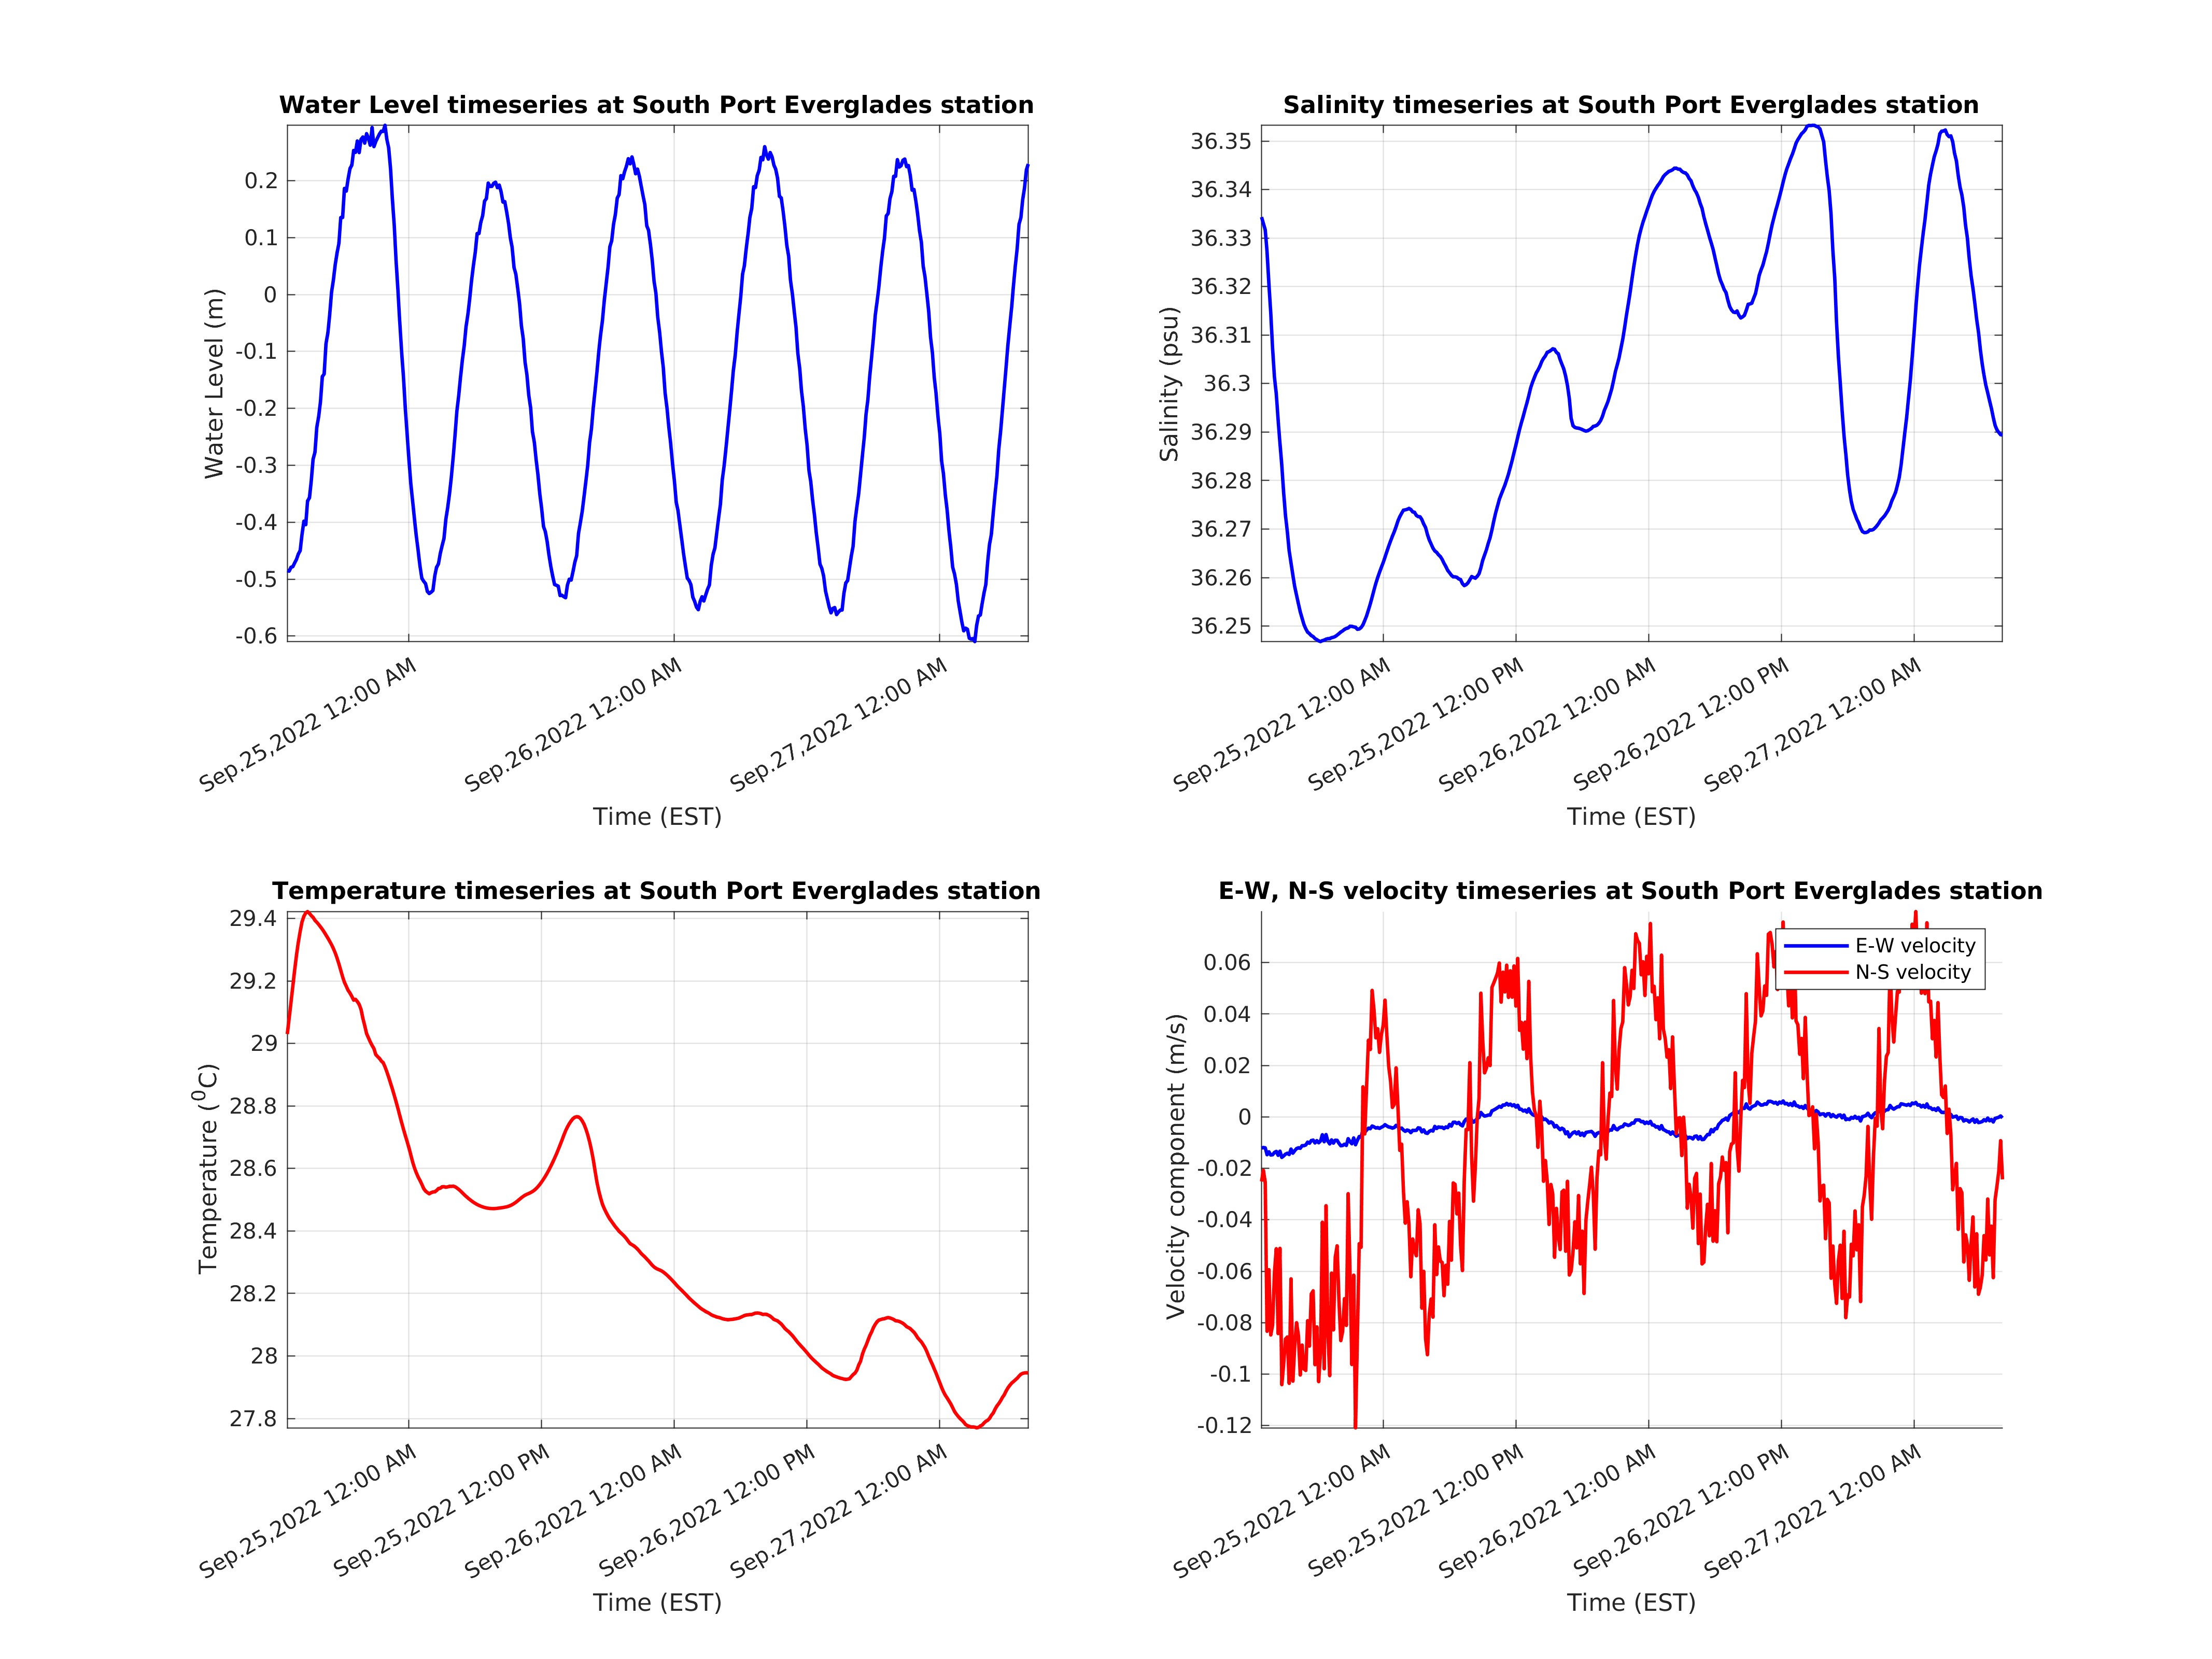 Water Level timeseries at South Port Everglades station
Water Level (m)
0.2
0.1
0
-0.1
-0.2
-0.3
-0.4
-0.5
-0.6
Sep.25,2022 12:00 AM
Sep.26,2022 12:00 AM
Sep.27,2022 12:00 AM
Time (EST)
Salinity timeseries at South Port Everglades station
Salinity (psu)
36.35
36.34
36.33
36.32
36.31
36.3
36.29
36.28
36.27
36.26
36.25
Sep.25,2022 12:00 AM
Sep.25,2022 12:00 PM
Sep.26,2022 12:00 AM
Sep.26,2022 12:00 PM
Sep.27,2022 12:00 AM
Time (EST)
Temperature timeseries at South Port Everglades station
Temperature (⁰C)
29.4
29.2
29
28.8
28.6
28.4
28.2
28
27.8
Sep.25,2022 12:00 AM
Sep.25,2022 12:00 PM
Sep.26,2022 12:00 AM
Sep.26,2022 12:00 PM
Sep.27,2022 12:00 AM
Time (EST)
E-W, N-S velocity timeseries at South Port Everglades station
Velocity component (m/s)
0.06
0.04
0.02
0
-0.02
-0.04
-0.06
-0.08
-0.1
-0.12
E-W velocity
N-S velocity
Sep.25,2022 12:00 AM
Sep.25,2022 12:00 PM
Sep.26,2022 12:00 AM
Sep.26,2022 12:00 PM
Sep.27,2022 12:00 AM
Time (EST)